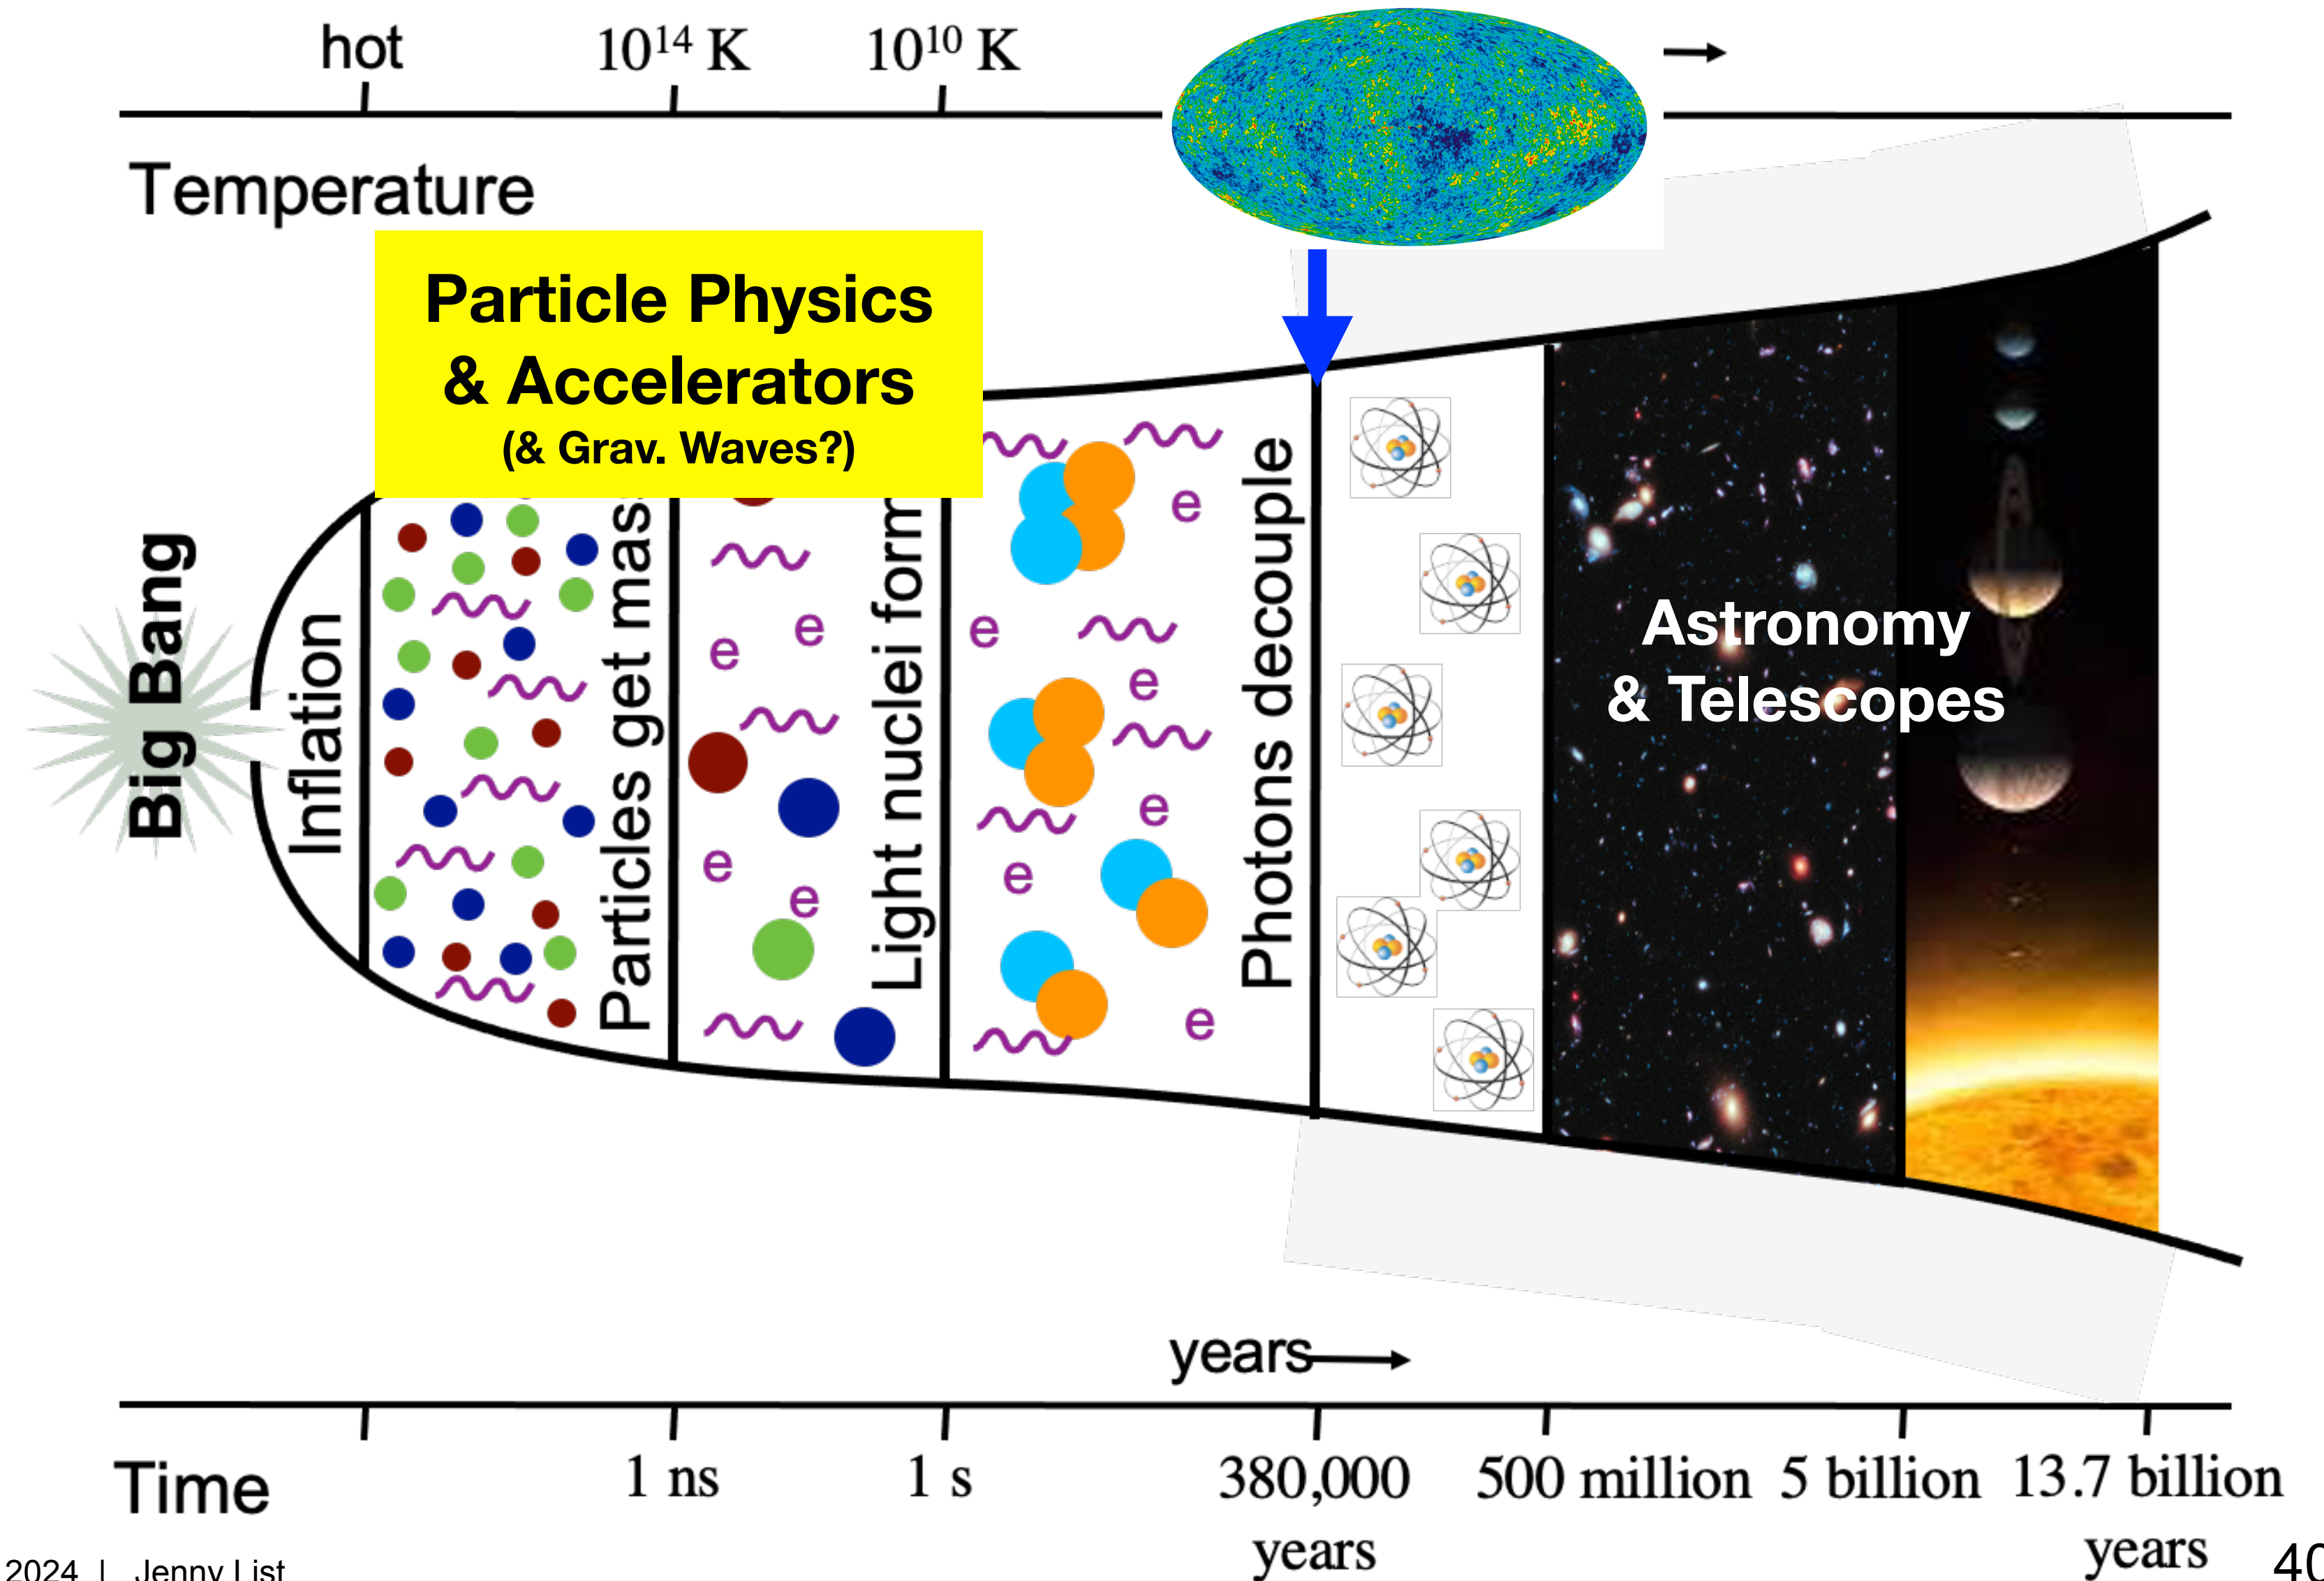 hot 10¹⁴ K 10¹⁰ K
Temperature
Particle Physics
& Accelerators
(& Grav. Waves?)
Big Bang
Inflation
Particles get mas
Light nuclei form
Photons decouple
e
e
e
e
e
e
e
e
e
e
Astronomy
& Telescopes
years
Time 1 ns 1 s 380,000 500 million 5 billion 13.7 billion
years years
2024 | Jenny List 40